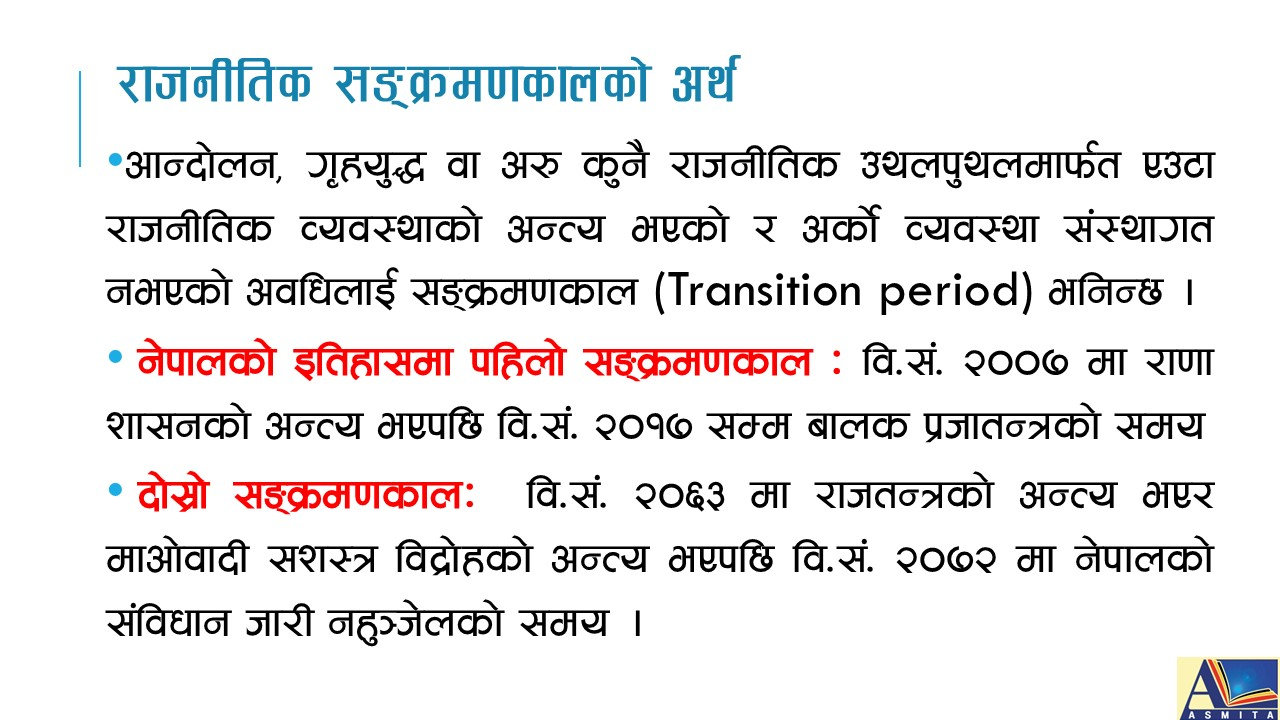 राजनीतिक सङ्क्रमणकालको अर्थ
•आन्दोलन, गृहयुद्ध वा अरु कुनै राजनीतिक उथलपुथलमार्फत एउटा
राजनीतिक व्यवस्थाको अन्त्य भएको र अर्को व्यवस्था संस्थागत
नभएको अवधिलाई सङ्क्रमणकाल (Transition period) भनिन्छ ।
• नेपालको इतिहासमा पहिलो सङ्क्रमणकाल : वि.सं. २००७ मा राणा
शासनको अन्त्य भएपछि वि.सं. २०१७ सम्म बालक प्रजातन्त्रको समय
• दोस्रो सङ्क्रमणकालः वि.सं. २०६३ मा राजतन्त्रको अन्त्य भएर
माओवादी सशस्त्र विद्रोहको अन्त्य भएपछि वि.सं. २०७२ मा नेपालको
संविधान जारी नहुञ्जेलको समय ।
ASMITA